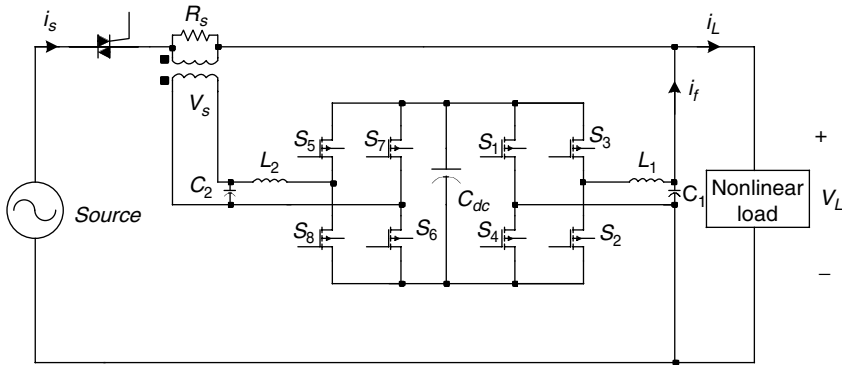 i_s
R_s
i_L
V_s
i_f
S_5
S_7
S_1
S_3
+
L_2
L_1
C_2
C_dc
C_1
Nonlinear
load
V_L
Source
S_8
S_6
S_4
S_2
−